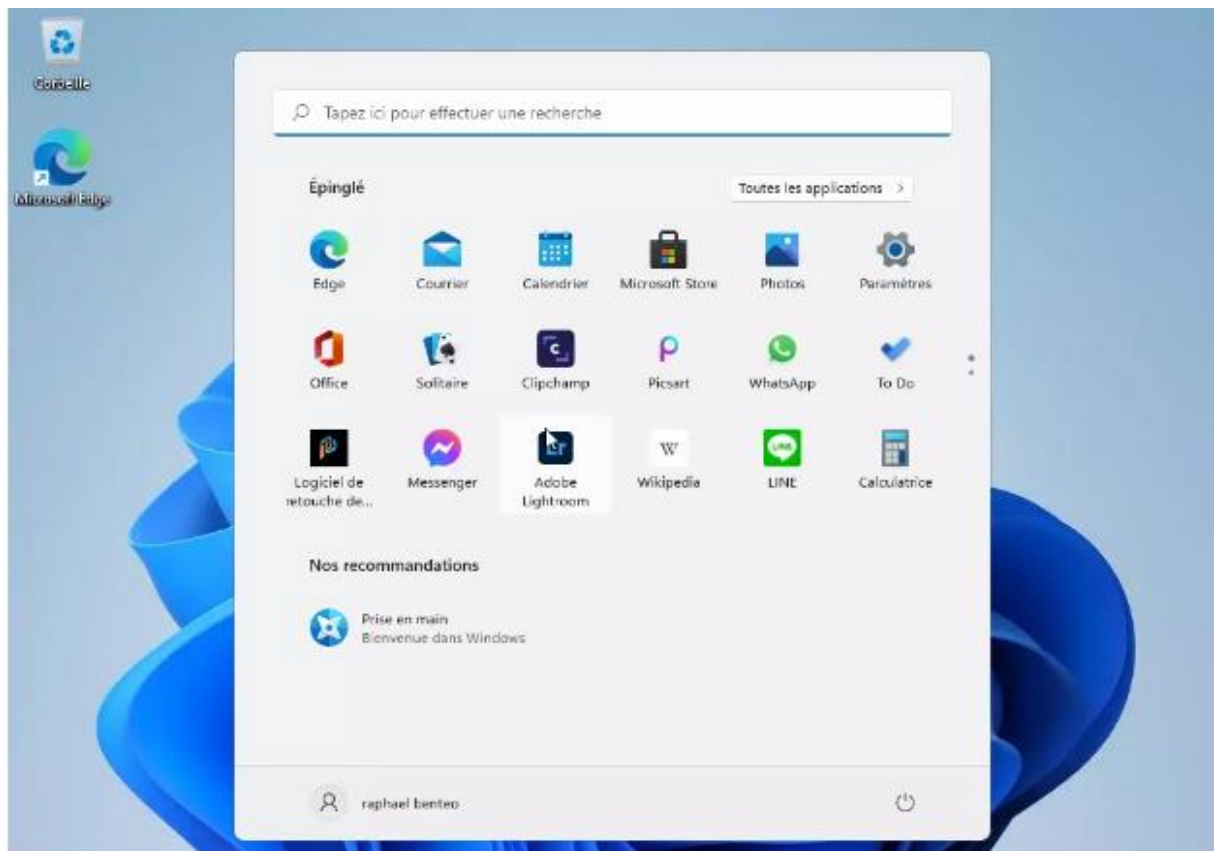 Corbeille
Microsoft Edge
Tapez ici pour effectuer une recherche
Épinglé
Toutes les applications >
Edge
Courrier
Calendrier
Microsoft Store
Photos
Paramètres
Office
Solitaire
Clipchamp
Picsart
WhatsApp
To Do
Logiciel de
retouche de...
Messenger
Adobe
Lightroom
Wikipedia
LINE
Calculatrice
Nos recommandations
Prise en main
Bienvenue dans Windows
raphael benteo